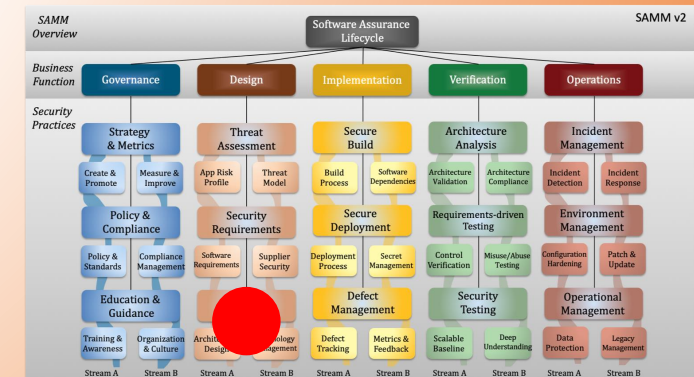 SAMM
Overview
Software Assurance
Lifecycle
SAMM v2
Business
Function
Governance
Design
Implementation
Verification
Operations
Security
Practices
Strategy
& Metrics
Threat
Assessment
Secure
Build
Architecture
Analysis
Incident
Management
Create &
Promote
Measure &
Improve
App Risk
Profile
Threat
Model
Build
Process
Software
Dependencies
Architecture
Validation
Architecture
Compliance
Incident
Detection
Incident
Response
Policy &
Compliance
Security
Requirements
Secure
Deployment
Requirements-driven
Testing
Environment
Management
Policy &
Standards
Compliance
Management
Software
Requirements
Supplier
Security
Deployment
Process
Secret
Management
Control
Verification
Misuse/Abuse
Testing
Configuration
Hardening
Patch &
Update
Education &
Guidance
Defect
Management
Security
Testing
Operational
Management
Training &
Awareness
Organization
& Culture
Design
Defect
Tracking
Metrics &
Feedback
Scalable
Baseline
Deep
Understanding
Data
Protection
Legacy
Management
Stream A
Stream B
Stream A
Stream B
Stream A
Stream B
Stream A
Stream B
Stream A
Stream B